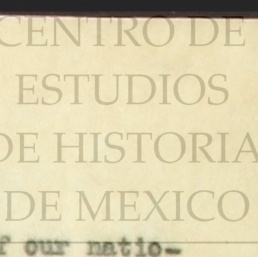 CENTRO DE
ESTUDIOS
DE HISTORIA
DE MEXICO
f our natio-